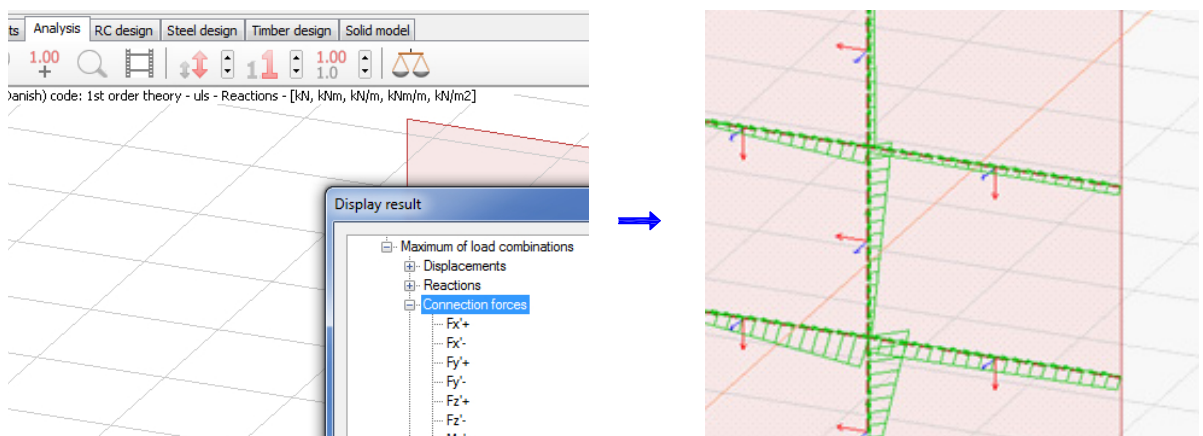 ts Analysis RC design Steel design Timber design Solid model
1.00
+
1 1
1.00
1.0
Danish) code: 1st order theory - uls - Reactions - [kN, kNm, kN/m, kNm/m, kN/m2]
Display result
Maximum of load combinations
Displacements
Reactions
Connection forces
Fx'+
Fx'-
Fy'+
Fy'-
Fz'+
Fz'-